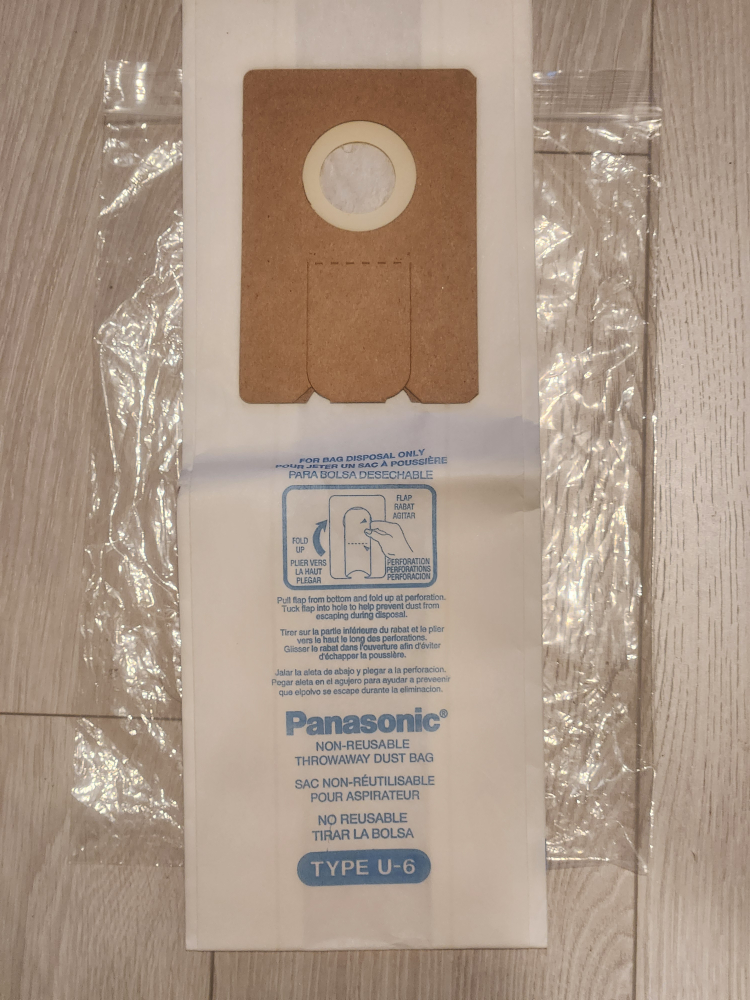 FOR BAG DISPOSAL ONLY
POUR JETER UN SAC À POUSSIÈRE
PARA BOLSA DESECHABLE
FLAP
RABAT
AGITAR
FOLD
UP
PLIER VERS
LA HAUT
PLEGAR
PERFORATION
PERFORATIONS
PERFORACION
Pull flap from bottom and fold up at perforation.
Tuck flap into hole to help prevent dust from
escaping during disposal.
Tirer sur la partie inférieure du rabat et le plier
vers le haut le long des perforations.
Glisser le rabat dans l'ouverture afin d'éviter
d'échapper la poussière.
Jalar la aleta de abajo y plegar a la perforacion.
Pegar aleta en el agujero para ayudar a preveenir
que elpolvo se escape durante la eliminacion.
Panasonic®
NON-REUSABLE
THROWAWAY DUST BAG
SAC NON-RÉUTILISABLE
POUR ASPIRATEUR
NO REUSABLE
TIRAR LA BOLSA
TYPE U-6